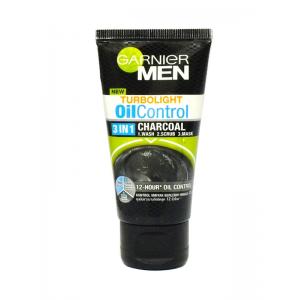 GARNIER
MEN
NEW
TURBOLIGHT
OilControl
3 IN 1 CHARCOAL
1.WASH 2.SCRUB 3.MASK
12-HOUR* OIL CONTROL